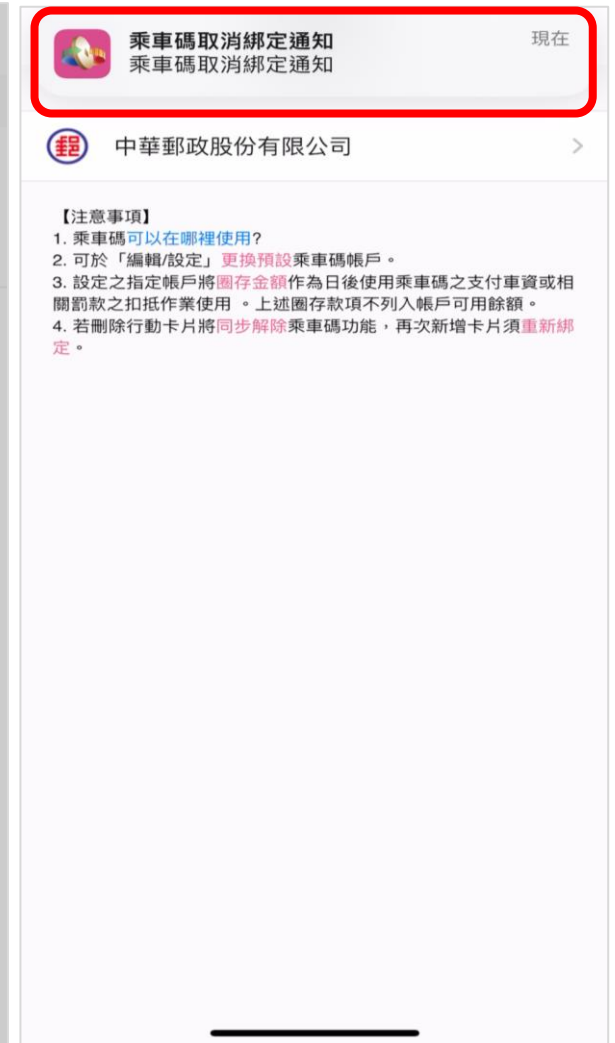 乘車碼取消綁定通知
現在
乘車碼取消綁定通知
郵
中華郵政股份有限公司
【注意事項】
1. 乘車碼可以在哪裡使用?
2. 可於「編輯/設定」更換預設乘車碼帳戶。
3. 設定之指定帳戶將圈存金額作為日後使用乘車碼之支付車資或相
關罰款之扣抵作業使用 。上述圈存款項不列入帳戶可用餘額。
4. 若刪除行動卡片將同步解除乘車碼功能，再次新增卡片須重新綁
定。